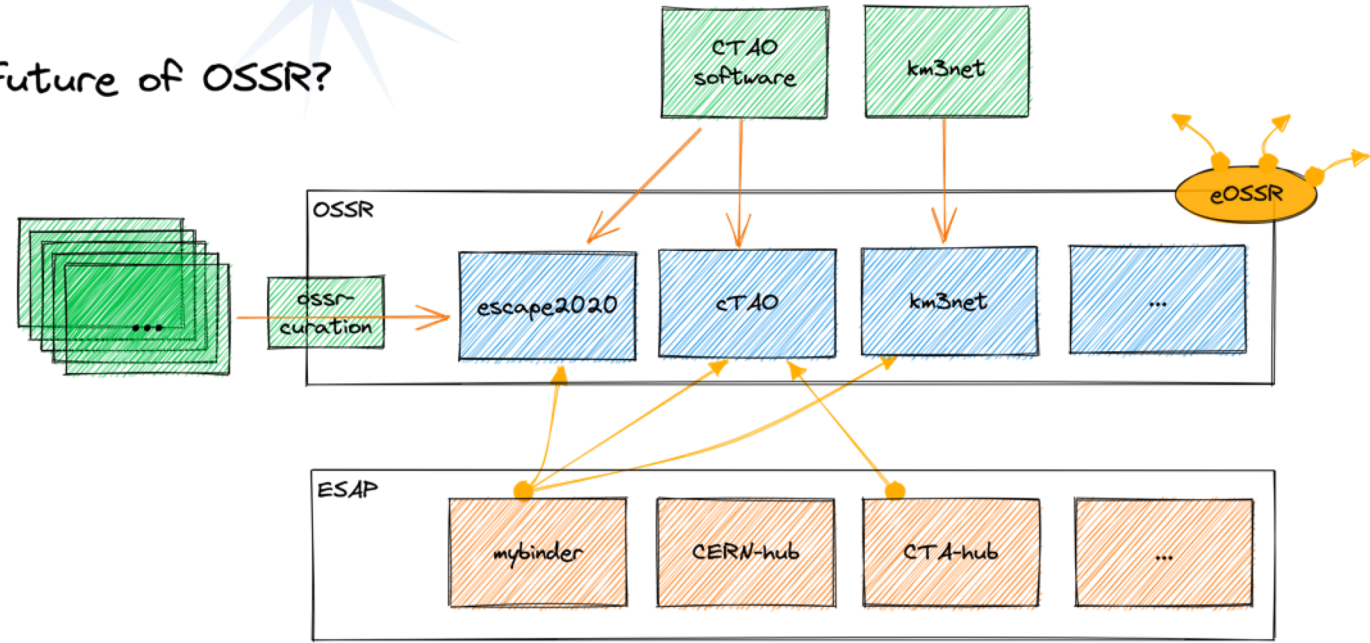 Future of OSSR?
CTAO
software
km3net
eOSSR
OSSR
...
ossr-
curation
escape2020
cTAO
km3net
...
ESAP
mybinder
CERN-hub
CTA-hub
...